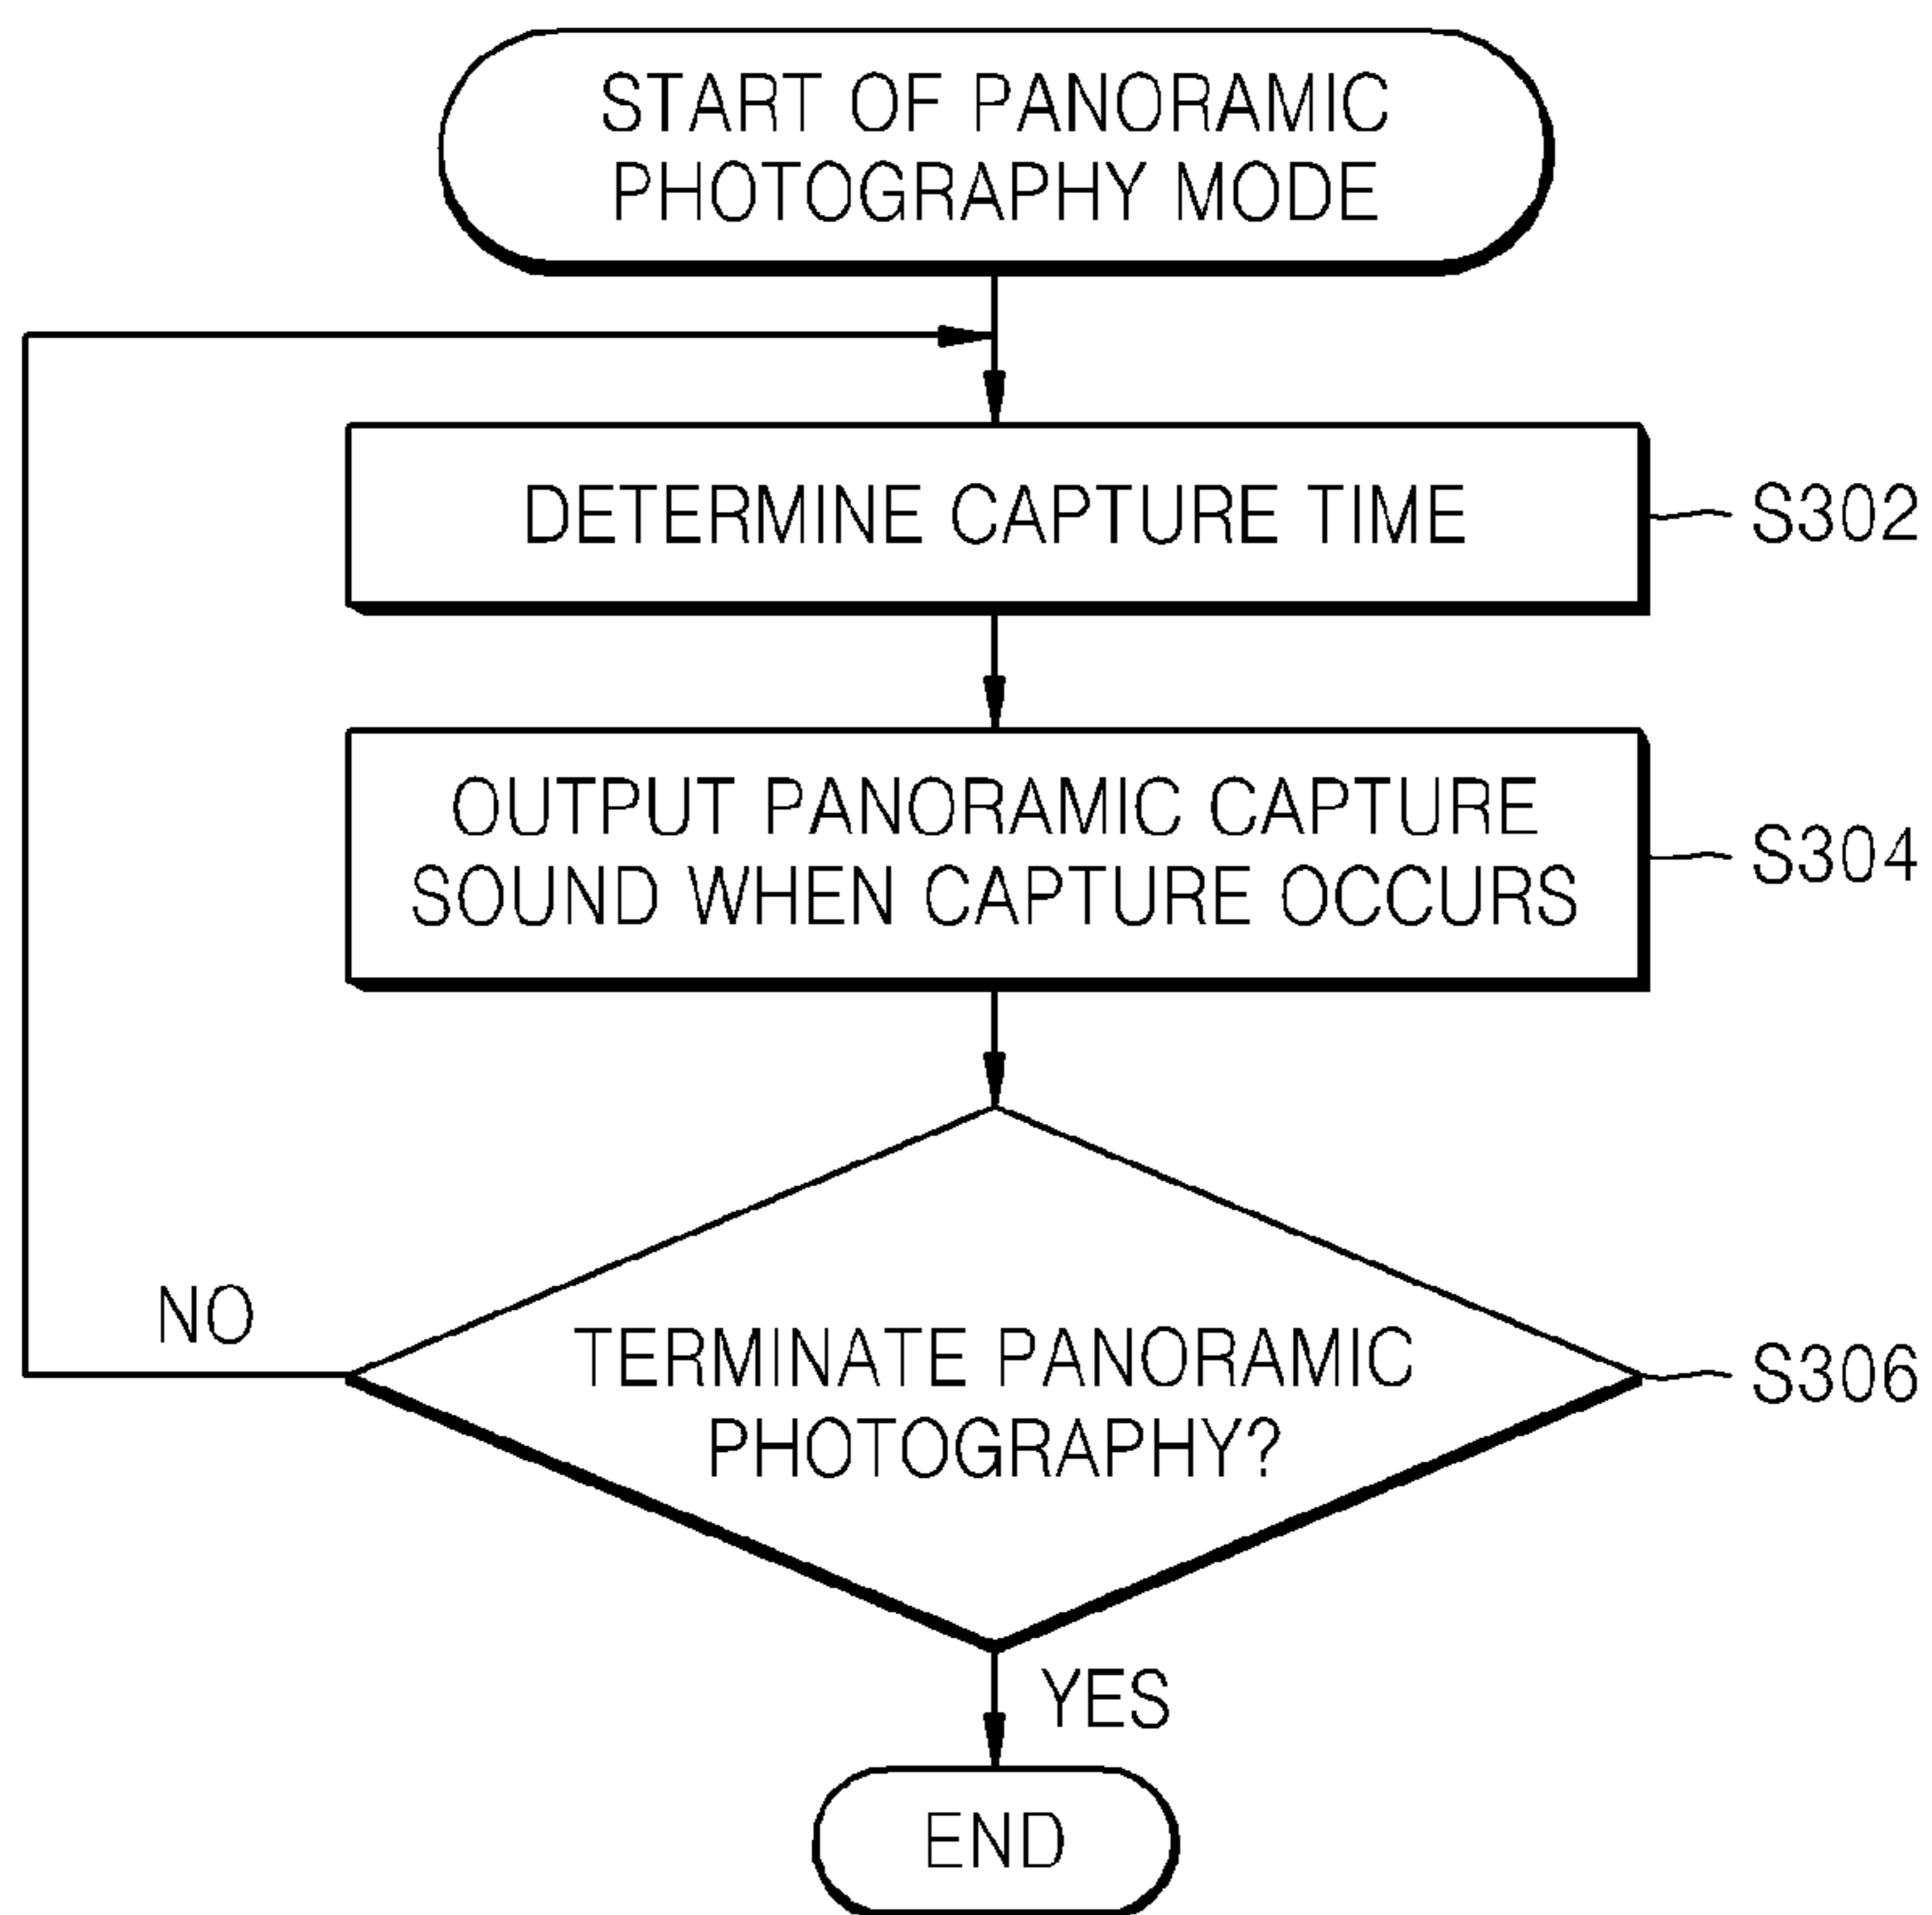 START OF PANORAMIC
PHOTOGRAPHY MODE
DETERMINE CAPTURE TIME
S302
OUTPUT PANORAMIC CAPTURE
SOUND WHEN CAPTURE OCCURS
S304
NO
TERMINATE PANORAMIC
PHOTOGRAPHY?
S306
YES
END